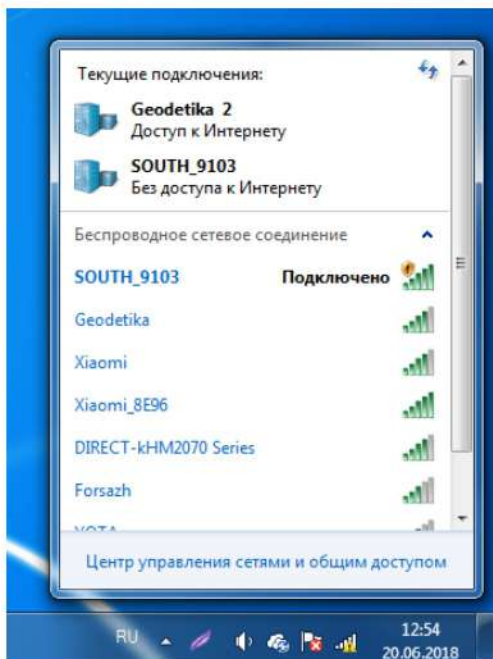 Текущие подключения:
Geodetika 2
Доступ к Интернету
SOUTH_9103
Без доступа к Интернету
Беспроводное сетевое соединение
SOUTH_9103 Подключено
Geodetika
Xiaomi
Xiaomi_8E96
DIRECT-kHM2070 Series
Forsazh
YOTA
Центр управления сетями и общим доступом
RU 12:54
20.06.2018